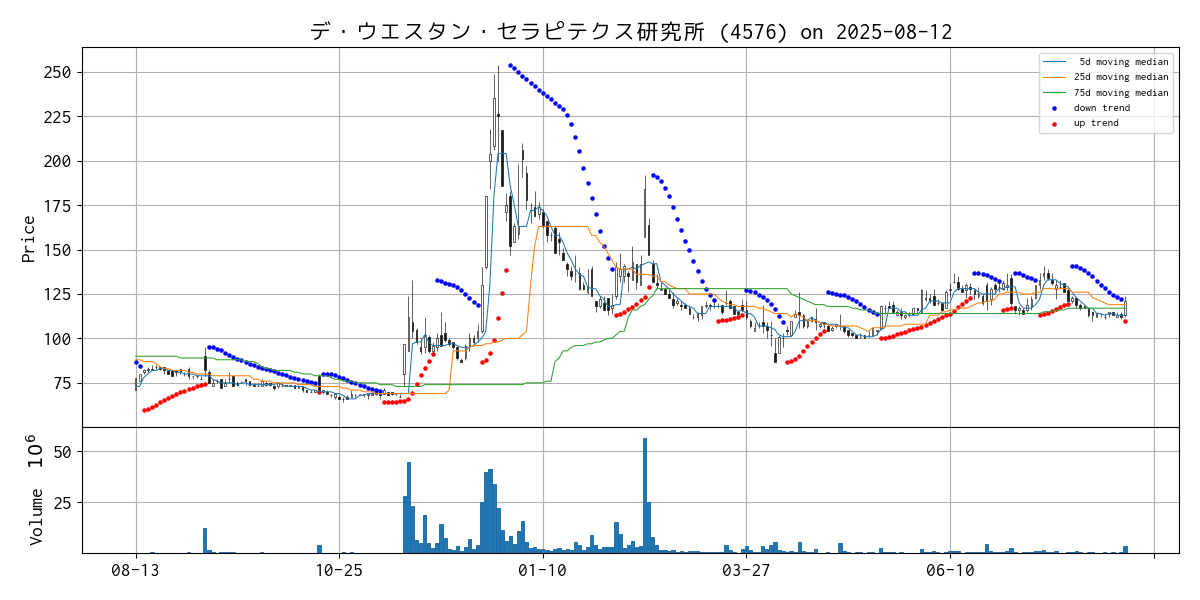 デ・ウエスタン・セラピテクス研究所 (4576) on 2025-08-12
5d moving median
25d moving median
75d moving median
down trend
up trend
Price
250
225
200
175
150
125
100
75
Volume 10^6
50
25
08-13
10-25
01-10
03-27
06-10